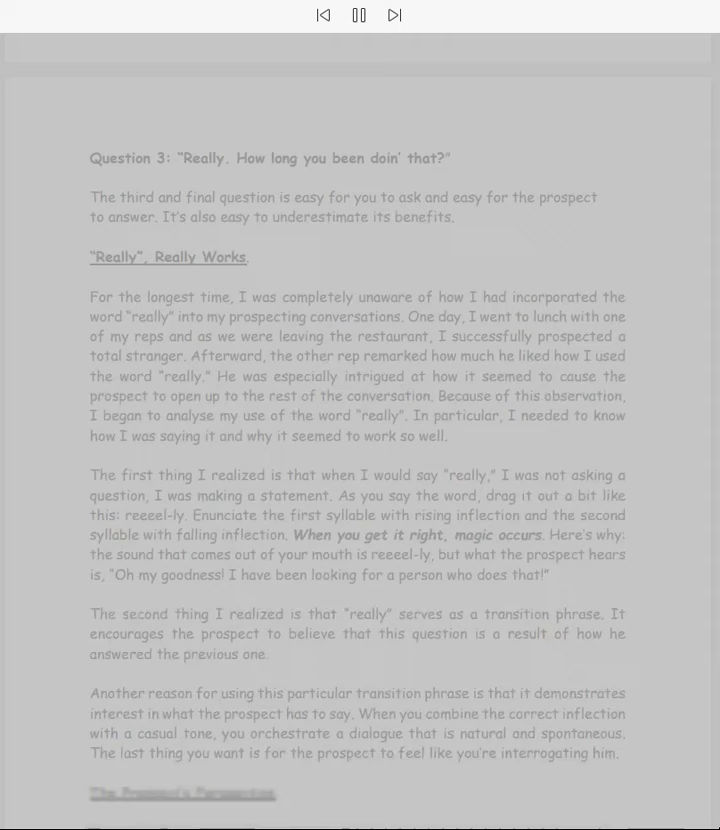 Question 3: “Really. How long you been doin’ that?”
The third and final question is easy for you to ask and easy for the prospect
to answer. It’s also easy to underestimate its benefits.
“Really”, Really Works.
For the longest time, I was completely unaware of how I had incorporated the
word “really” into my prospecting conversations. One day, I went to lunch with one
of my reps and as we were leaving the restaurant, I successfully prospected a
total stranger. Afterward, the other rep remarked how much he liked how I used
the word “really.” He was especially intrigued at how it seemed to cause the
prospect to open up to the rest of the conversation. Because of this observation,
I began to analyse my use of the word “really”. In particular, I needed to know
how I was saying it and why it seemed to work so well.
The first thing I realized is that when I would say “really,” I was not asking a
question, I was making a statement. As you say the word, drag it out a bit like
this: reeeel-ly. Enunciate the first syllable with rising inflection and the second
syllable with falling inflection. When you get it right, magic occurs. Here’s why:
the sound that comes out of your mouth is reeeel-ly, but what the prospect hears
is, “Oh my goodness! I have been looking for a person who does that!”
The second thing I realized is that “really” serves as a transition phrase. It
encourages the prospect to believe that this question is a result of how he
answered the previous one.
Another reason for using this particular transition phrase is that it demonstrates
interest in what the prospect has to say. When you combine the correct inflection
with a casual tone, you orchestrate a dialogue that is natural and spontaneous.
The last thing you want is for the prospect to feel like you’re interrogating him.
The Prospect’s Perspective